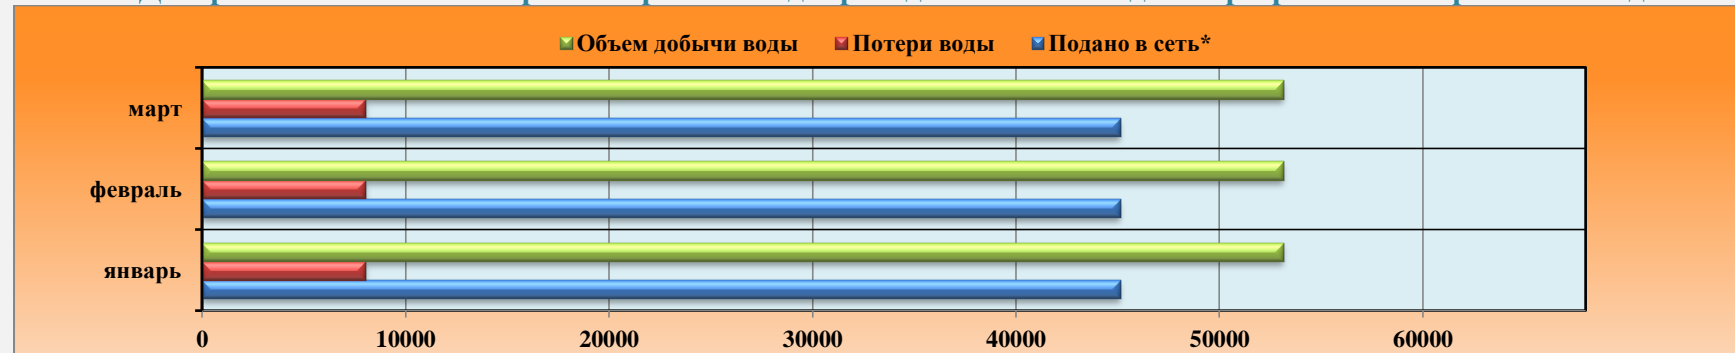 Объем добычи воды Потери воды Подано в сеть*
март
февраль
январь
0 10000 20000 30000 40000 50000 60000